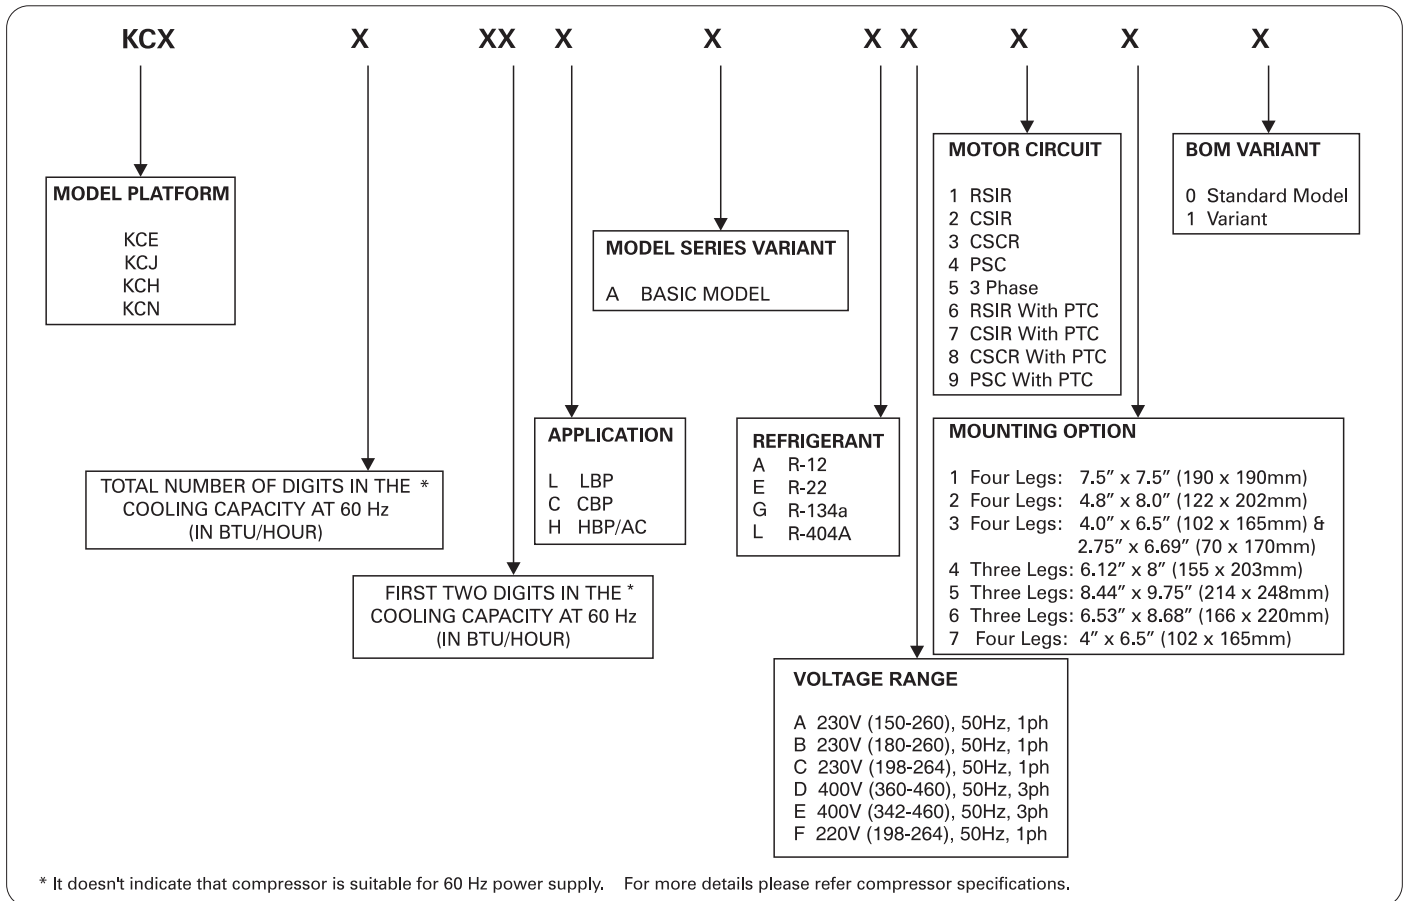 KCX X XX X X X X X X X
MODEL PLATFORM
KCE
KCJ
KCH
KCN
TOTAL NUMBER OF DIGITS IN THE *
COOLING CAPACITY AT 60 Hz
(IN BTU/HOUR)
FIRST TWO DIGITS IN THE *
COOLING CAPACITY AT 60 Hz
(IN BTU/HOUR)
APPLICATION
L LBP
C CBP
H HBP/AC
MODEL SERIES VARIANT
A BASIC MODEL
REFRIGERANT
A R-12
E R-22
G R-134a
L R-404A
VOLTAGE RANGE
A 230V (150-260), 50Hz, 1ph
B 230V (180-260), 50Hz, 1ph
C 230V (198-264), 50Hz, 1ph
D 400V (360-460), 50Hz, 3ph
E 400V (342-460), 50Hz, 3ph
F 220V (198-264), 50Hz, 1ph
MOTOR CIRCUIT
1 RSIR
2 CSIR
3 CSCR
4 PSC
5 3 Phase
6 RSIR With PTC
7 CSIR With PTC
8 CSCR With PTC
9 PSC With PTC
MOUNTING OPTION
1 Four Legs: 7.5″ x 7.5″ (190 x 190mm)
2 Four Legs: 4.8″ x 8.0″ (122 x 202mm)
3 Four Legs: 4.0″ x 6.5″ (102 x 165mm) &
2.75″ x 6.69″ (70 x 170mm)
4 Three Legs: 6.12″ x 8″ (155 x 203mm)
5 Three Legs: 8.44″ x 9.75″ (214 x 248mm)
6 Three Legs: 6.53″ x 8.68″ (166 x 220mm)
7 Four Legs: 4″ x 6.5″ (102 x 165mm)
BOM VARIANT
0 Standard Model
1 Variant
* It doesn't indicate that compressor is suitable for 60 Hz power supply. For more details please refer compressor specifications.